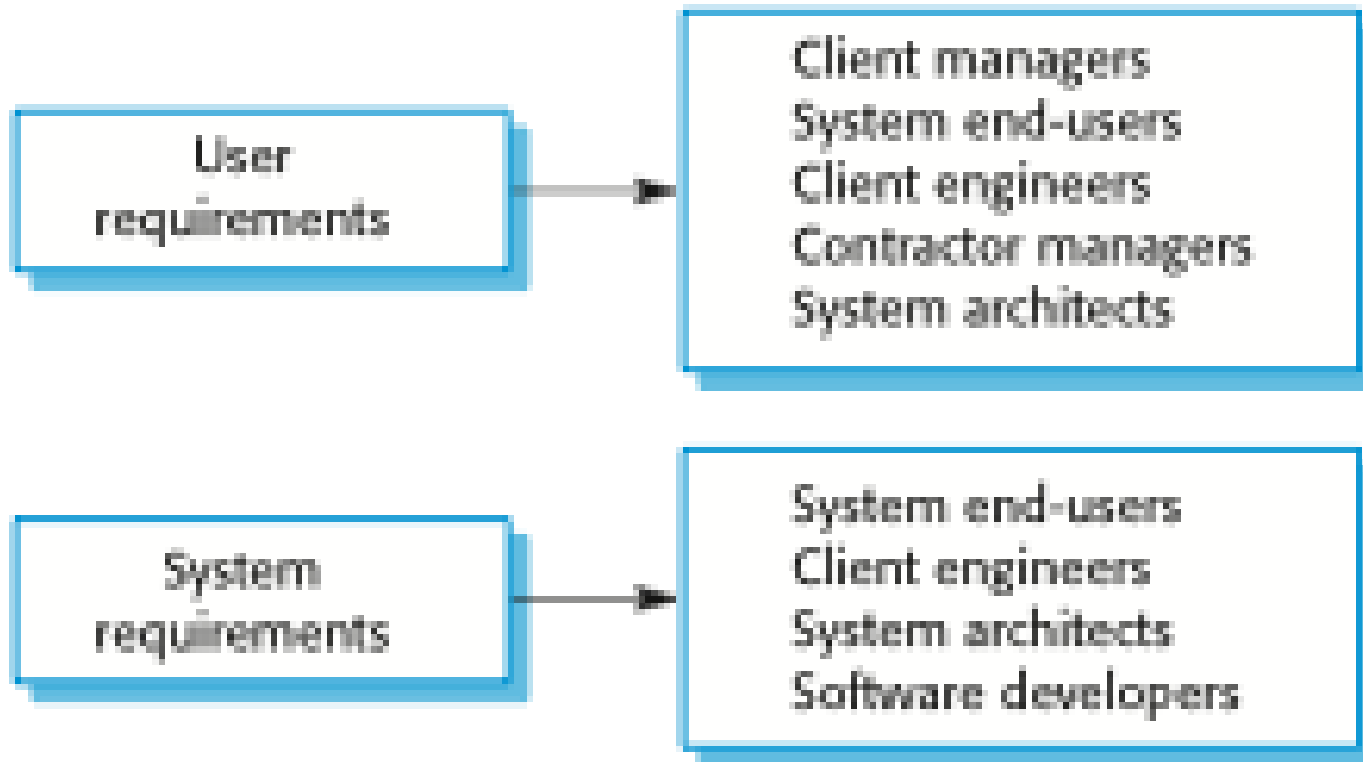 User
requirements
Client managers
System end-users
Client engineers
Contractor managers
System architects
System
requirements
System end-users
Client engineers
System architects
Software developers